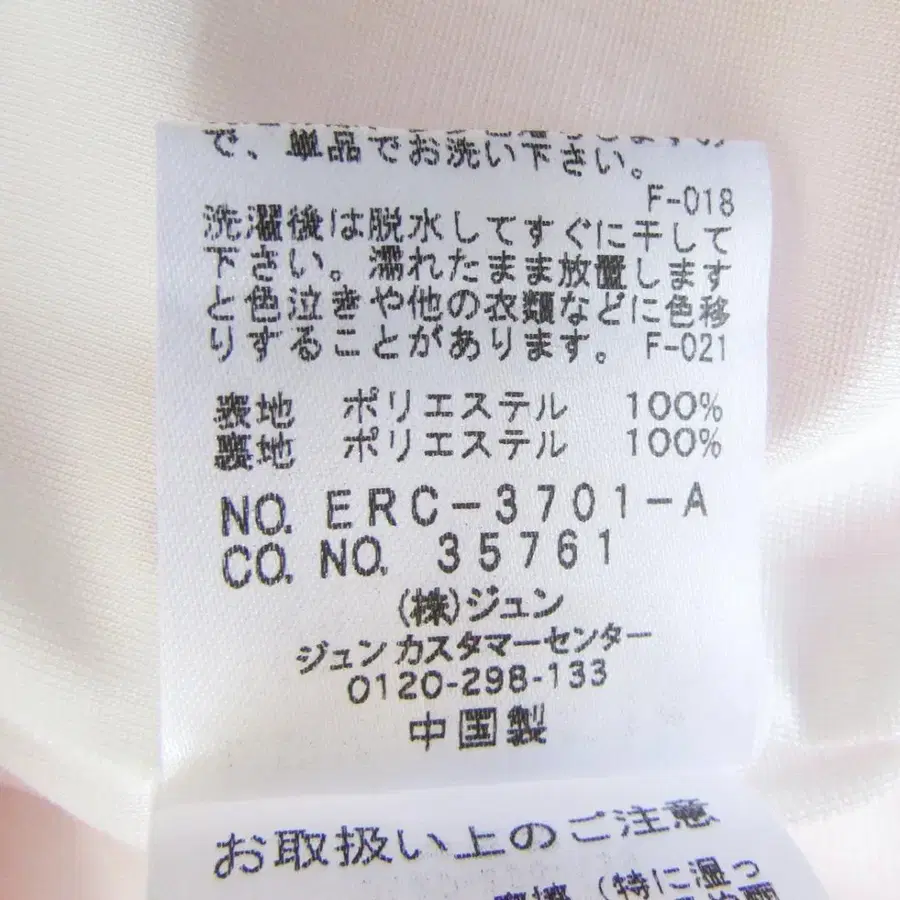 で、単品でお洗い下さい。
F-018
洗濯後は脱水してすぐに干して
下さい。濡れたまま放置します
と色泣きや他の衣類などに色移
りすることがあります。 F-021
表地 ポリエステル 100%
裏地 ポリエステル 100%
NO. ERC-3701-A
CO. NO. 35761
(株)ジュン
ジュンカスタマーセンター
0120-298-133
中国製
お取扱い上のご注意
(特に湿っ